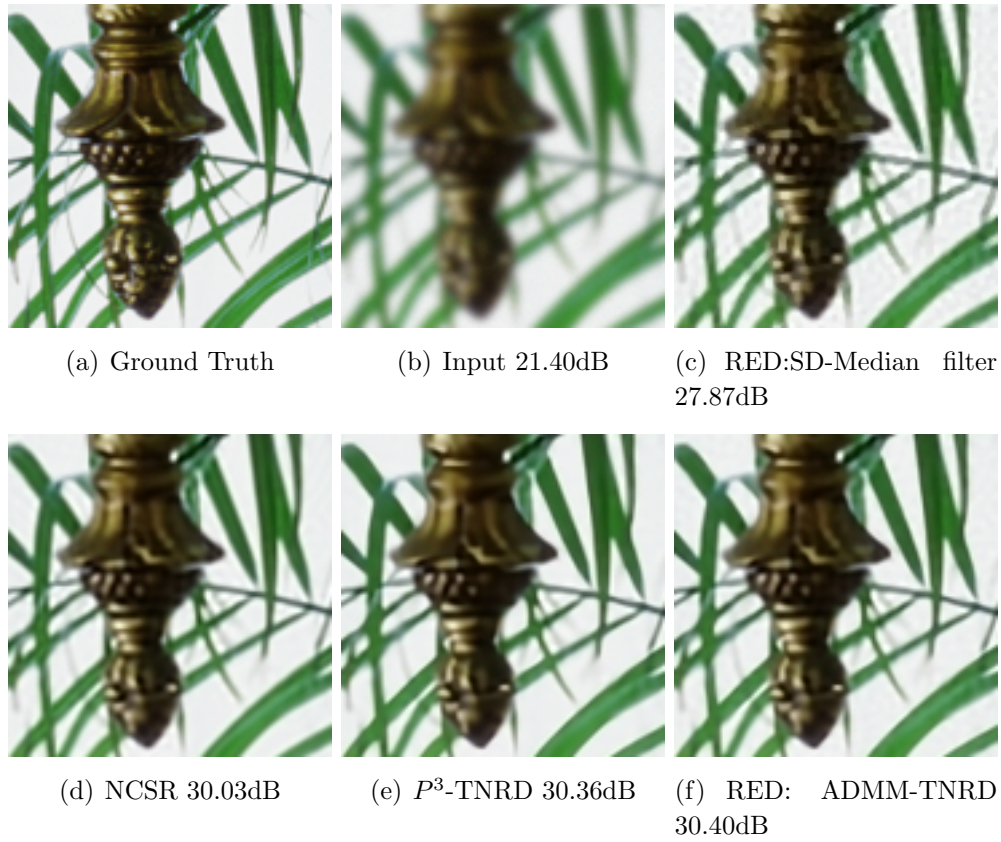 (a) Ground Truth
(b) Input 21.40dB
(c) RED:SD-Median filter
27.87dB
(d) NCSR 30.03dB
(e) P³-TNRD 30.36dB
(f) RED: ADMM-TNRD
30.40dB